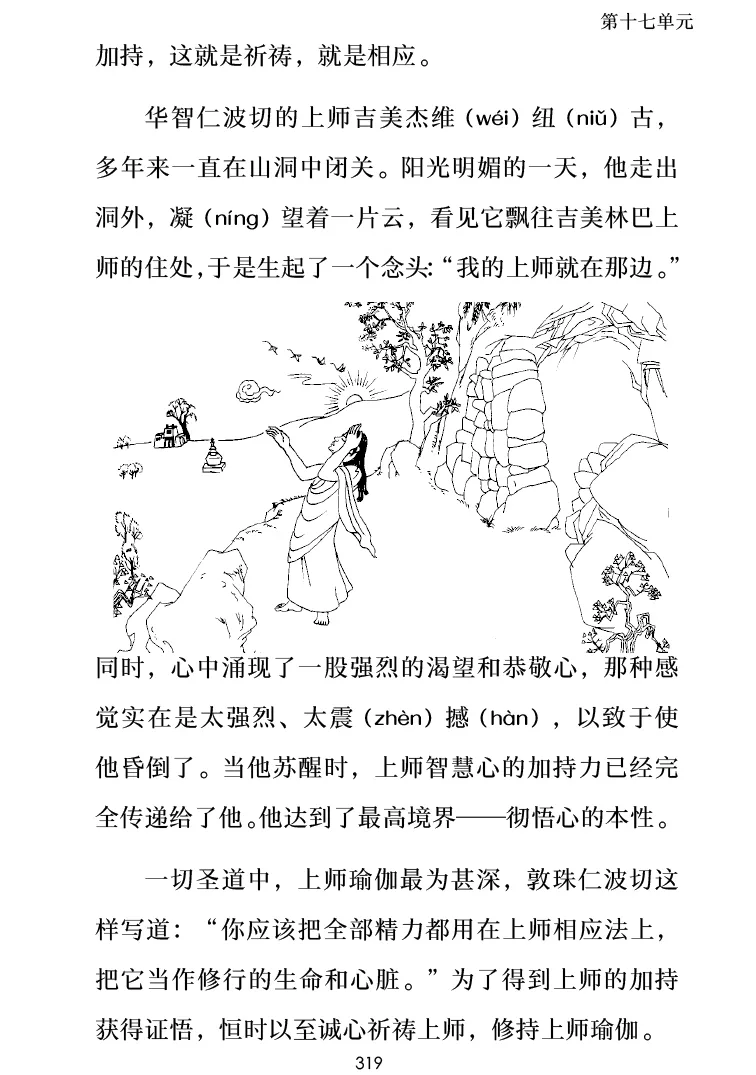 第十七单元
加持，这就是祈祷，就是相应。
华智仁波切的上师吉美杰维（wéi）纽（niǔ）古，
多年来一直在山洞中闭关。阳光明媚的一天，他走出
洞外，凝（níng）望着一片云，看见它飘往吉美林巴上
师的住处，于是生起了一个念头：“我的上师就在那边。”
同时，心中涌现了一股强烈的渴望和恭敬心，那种感
觉实在是太强烈、太震（zhèn）撼（hàn），以致于使
他昏倒了。当他苏醒时，上师智慧心的加持力已经完
全传递给了他。他达到了最高境界——彻悟心的本性。
一切圣道中，上师瑜伽最为甚深，敦珠仁波切这
样写道：“你应该把全部精力都用在上师相应法上，
把它当作修行的生命和心脏。”为了得到上师的加持
获得证悟，恒时以至诚心祈祷上师，修持上师瑜伽。
319